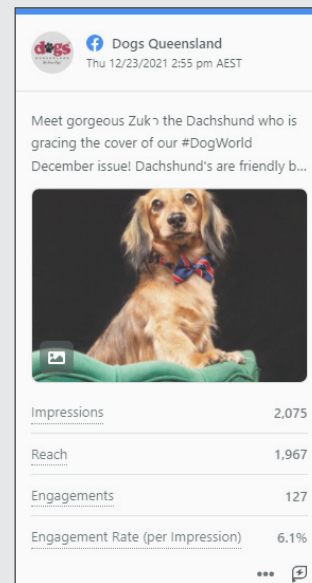 dogs
QUEENSLAND
Dogs Queensland
Thu 12/23/2021 2:55 pm AEST
Meet gorgeous Zuko the Dachshund who is
gracing the cover of our #DogWorld
December issue! Dachshund's are friendly b...
Impressions 2,075
Reach 1,967
Engagements 127
Engagement Rate (per Impression) 6.1%